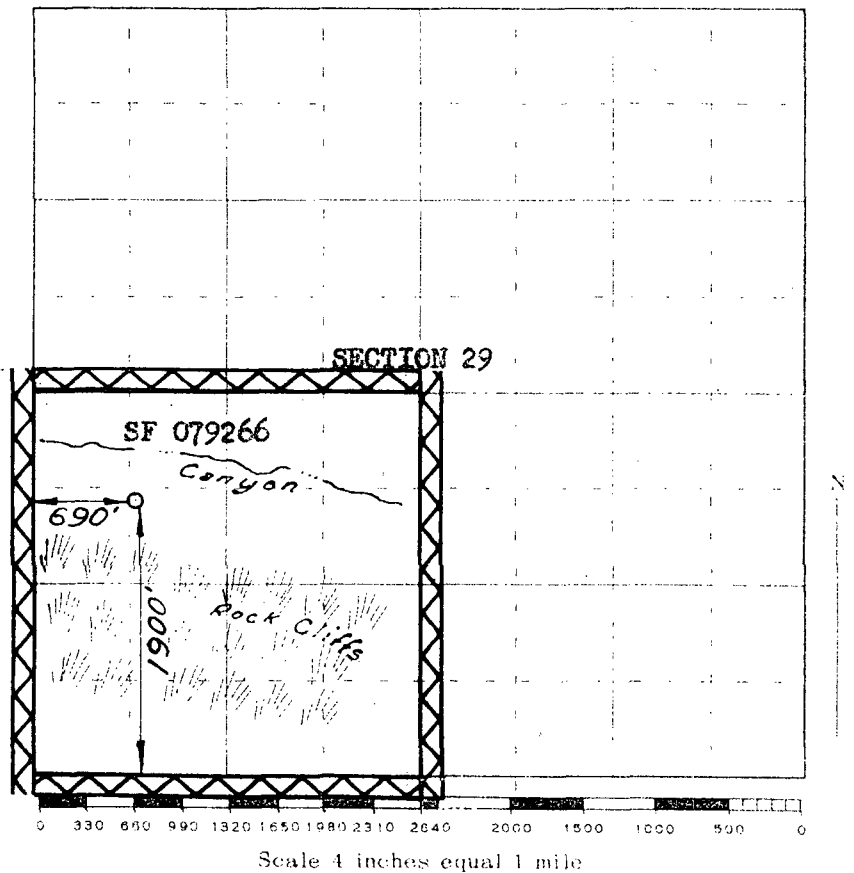 SECTION 29
SF 079266
Canyon
690'
1900'
Rock Cliffs
N
0 330 660 990 1320 1650 1980 2310 2640 2000 1500 1000 500 0
Scale 4 inches equal 1 mile